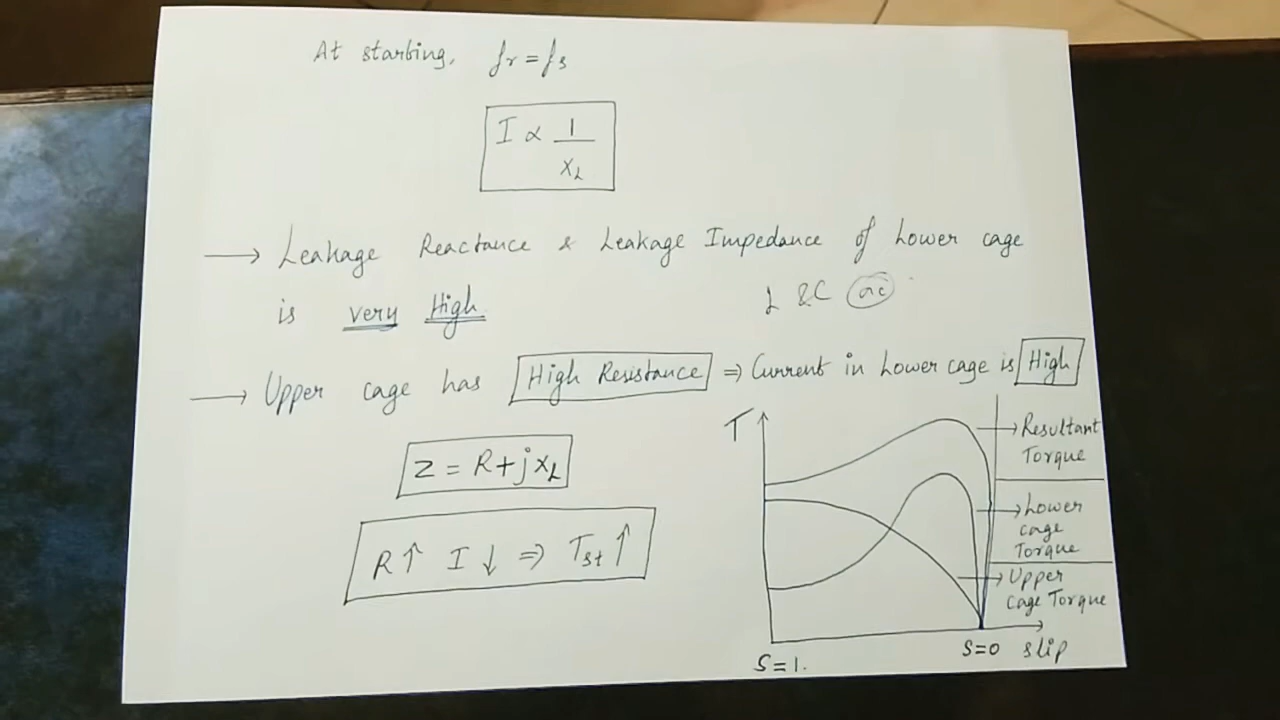 At starting, fr = fs
I ∝ 1/XL
→ Leakage Reactance & Leakage Impedance of Lower cage
is very High
L &C
→ Upper cage has High Resistance ⇒ Current in Lower cage is High
Z = R+jXL
R↑ I↓ ⇒ Tst↑
T
Resultant
Torque
Lower
cage
Torque
Upper
cage Torque
S=1.
S=0 slip